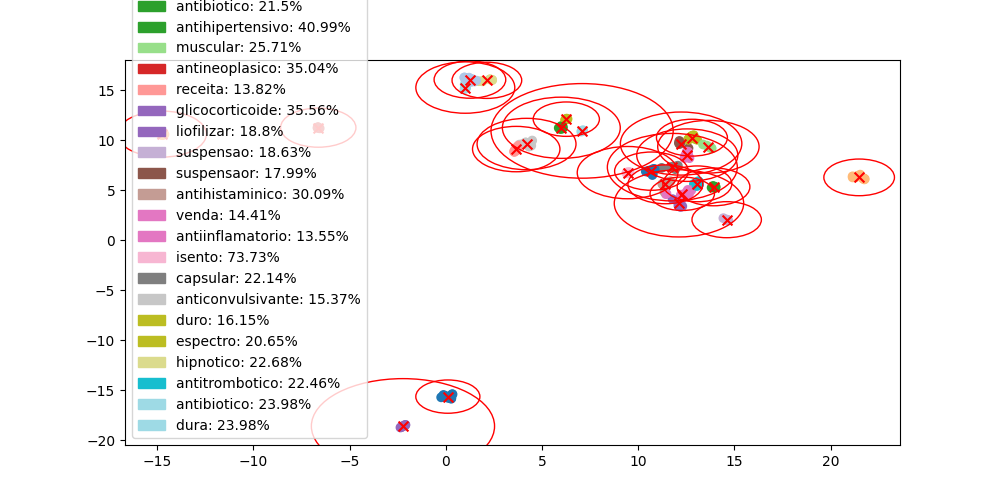 antibiotico: 21.5%
antihipertensivo: 40.99%
muscular: 25.71%
antineoplasico: 35.04%
receita: 13.82%
glicocorticoide: 35.56%
liofilizar: 18.8%
suspensao: 18.63%
suspensaor: 17.99%
antihistaminico: 30.09%
venda: 14.41%
antiinflamatorio: 13.55%
isento: 73.73%
capsular: 22.14%
anticonvulsivante: 15.37%
duro: 16.15%
espectro: 20.65%
hipnotico: 22.68%
antitrombotico: 22.46%
antibiotico: 23.98%
dura: 23.98%
15
10
5
0
−5
−10
−15
−20
−15 −10 −5 0 5 10 15 20